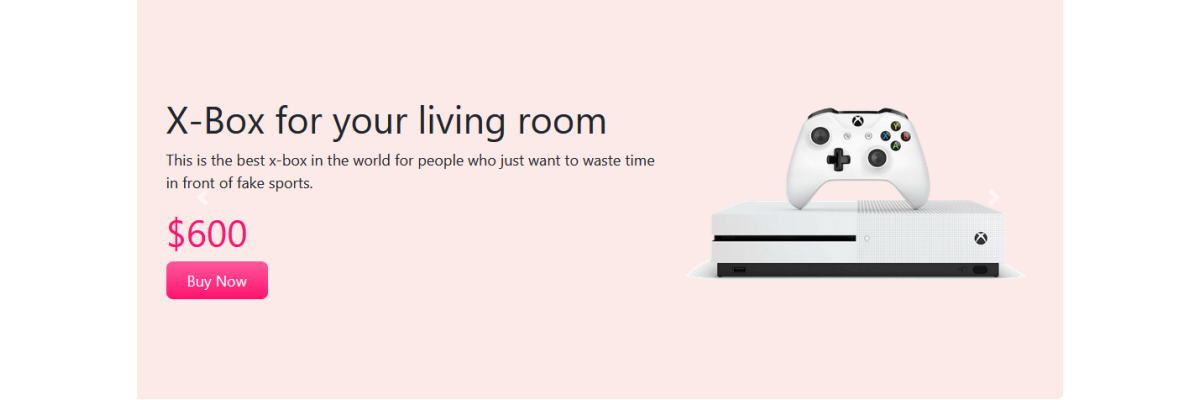 X-Box for your living room
This is the best x-box in the world for people who just want to waste time
in front of fake sports.
$600
Buy Now
Y
X
B
A